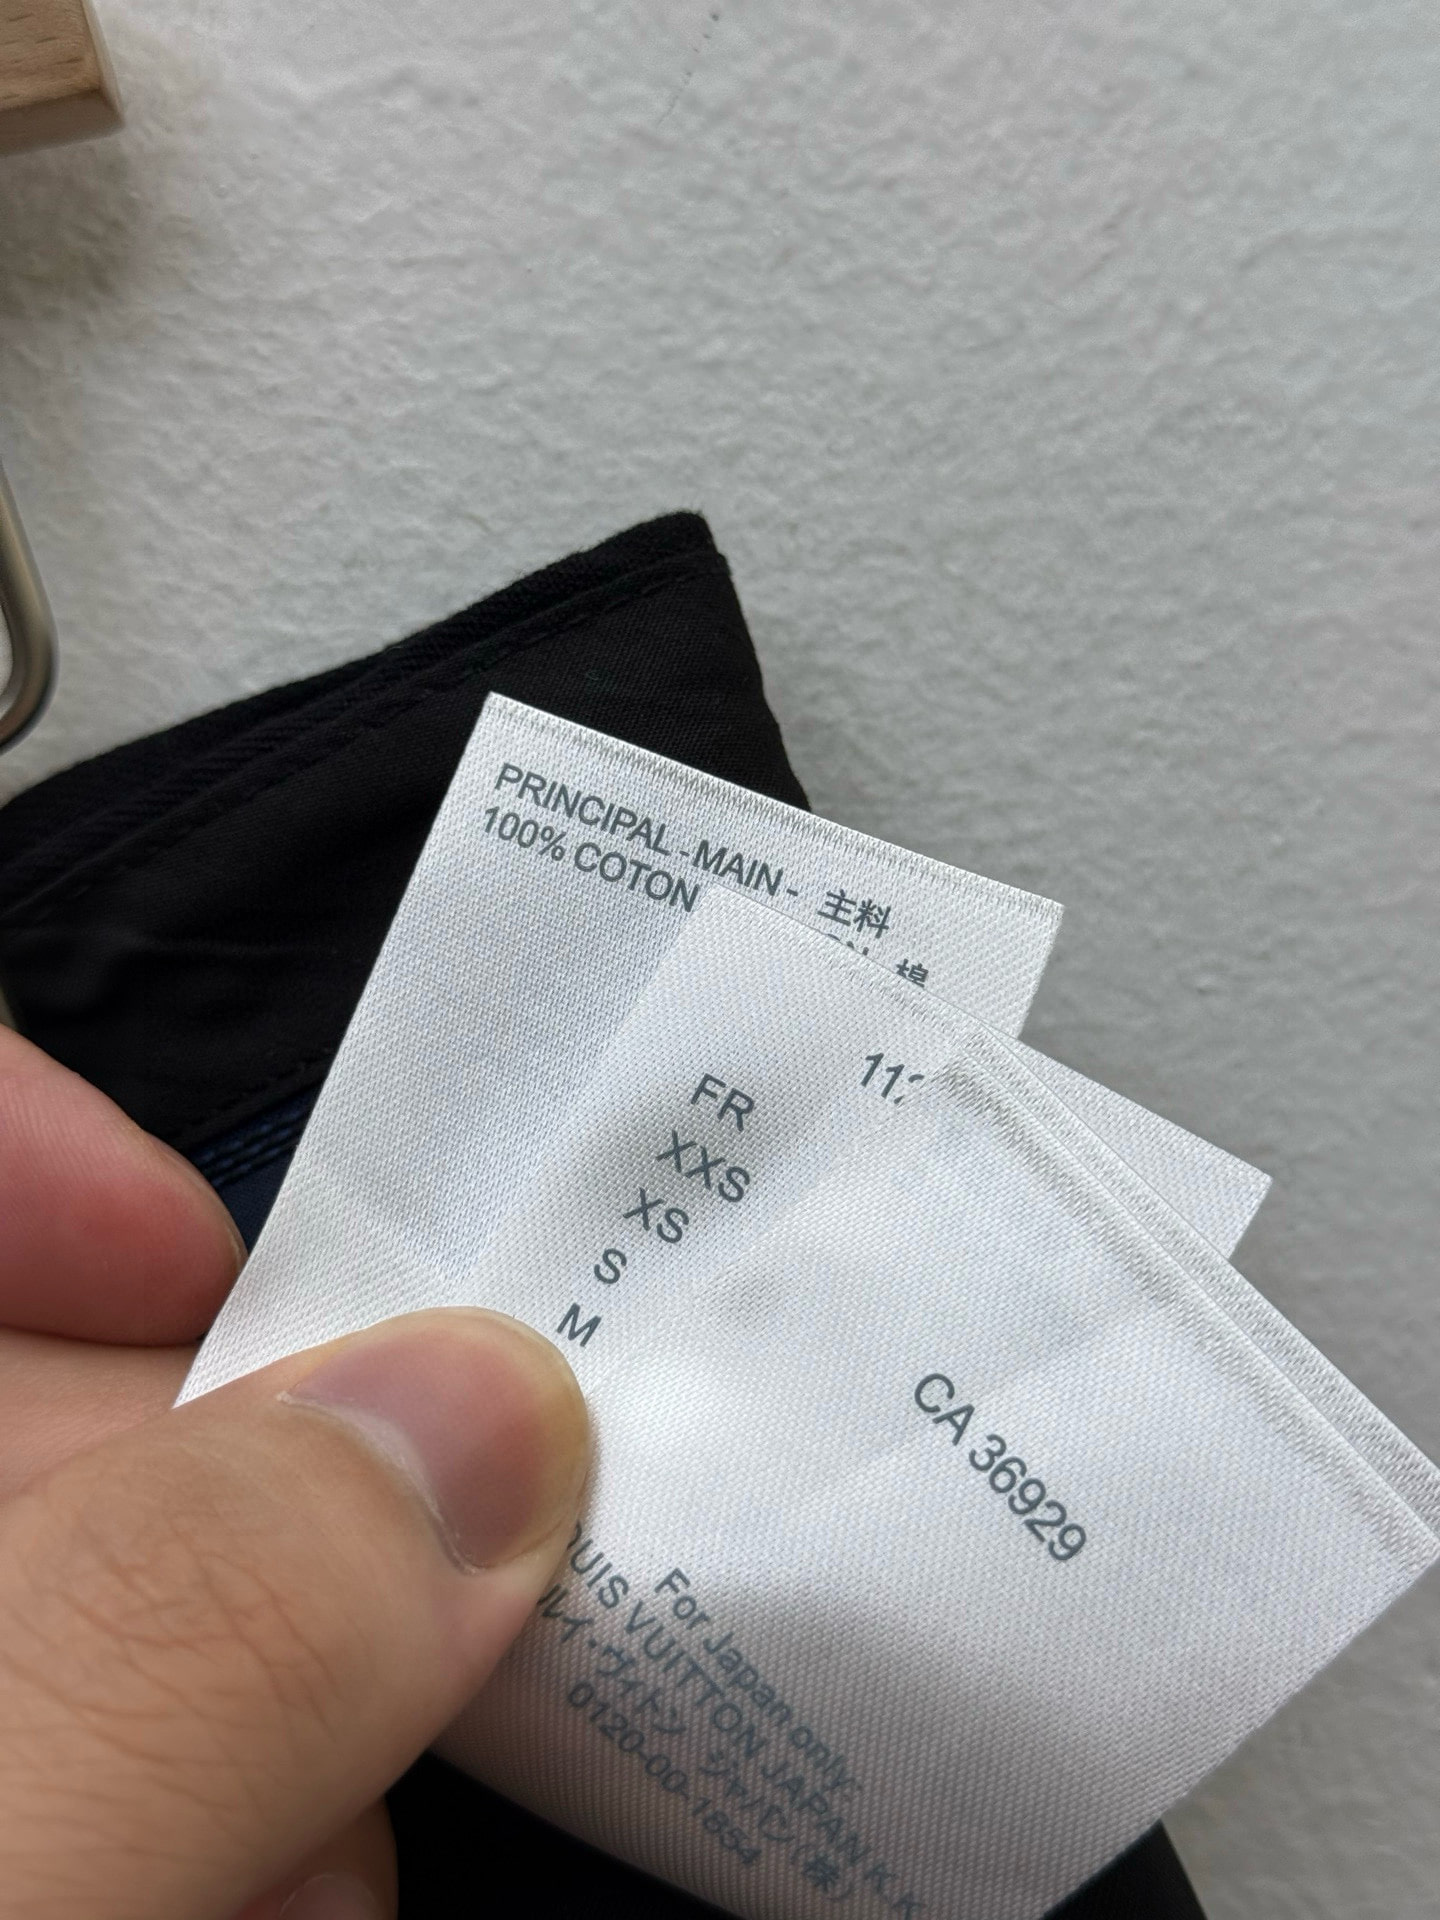 PRINCIPAL - MAIN - 主料
100% COTON
棉
FR
XXS
XS
S
M
CA 36929
For Japan only:
VUITTON JAPAN K.K
ルイ・ヴィトン ジャパン (株)
0120-00-1854